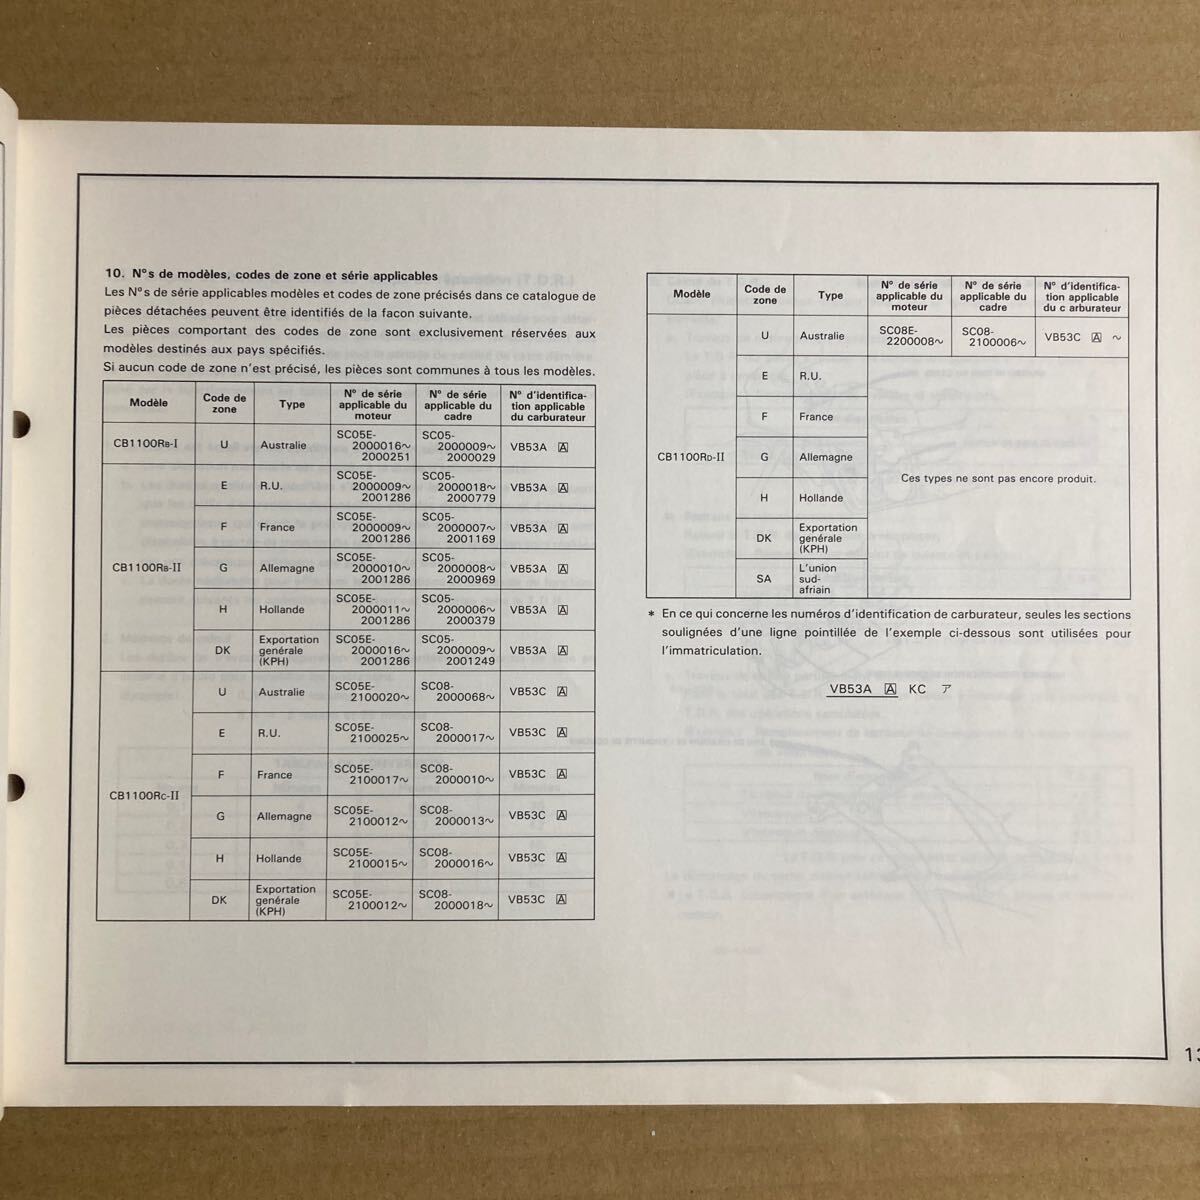 10. N°s de modèles, codes de zone et série applicables
Les N°s de série applicables modèles et codes de zone précisés dans ce catalogue de
pièces détachées peuvent être identifiés de la facon suivante.
Les pièces comportant des codes de zone sont exclusivement réservées aux
modèles destinés aux pays spécifiés.
Si aucun code de zone n'est précisé, les pièces sont communes à tous les modèles.
Modèle
Code de
zone
Type
N° de série
applicable du
moteur
N° de série
applicable du
cadre
N° d'identifica-
tion applicable
du carburateur
CB1100RB-I
U
Australie
SC05E-
2000016~
2000251
SC05-
2000009~
2000029
VB53A A
CB1100RB-II
E
R.U.
SC05E-
2000009~
2001286
SC05-
2000018~
2000779
VB53A A
F
France
SC05E-
2000009~
2001286
SC05-
2000007~
2001169
VB53A A
G
Allemagne
SC05E-
2000010~
2001286
SC05-
2000008~
2000969
VB53A A
H
Hollande
SC05E-
2000011~
2001286
SC05-
2000006~
2000379
VB53A A
DK
Exportation
genérale
(KPH)
SC05E-
2000016~
2001286
SC05-
2000009~
2001249
VB53A A
CB1100RC-II
U
Australie
SC05E-
2100020~
SC08-
2000068~
VB53C A
E
R.U.
SC05E-
2100025~
SC08-
2000017~
VB53C A
F
France
SC05E-
2100017~
SC08-
2000010~
VB53C A
G
Allemagne
SC05E-
2100012~
SC08-
2000013~
VB53C A
H
Hollande
SC05E-
2100015~
SC08-
2000016~
VB53C A
DK
Exportation
genérale
(KPH)
SC05E-
2100012~
SC08-
2000018~
VB53C A
Modèle
Code de
zone
Type
N° de série
applicable du
moteur
N° de série
applicable du
cadre
N° d'identifica-
tion applicable
du c arburateur
CB1100RD-II
U
Australie
SC08E-
2200008~
SC08-
2100006~
VB53C A ~
E
R.U.
F
France
G
Allemagne
H
Hollande
DK
Exportation
genérale
(KPH)
SA
L'union
sud-
afriain
Ces types ne sont pas encore produit.
* En ce qui concerne les numéros d'identification de carburateur, seules les sections
soulignées d'une ligne pointillée de l'exemple ci-dessous sont utilisées pour
l'immatriculation.
VB53A A KC ア